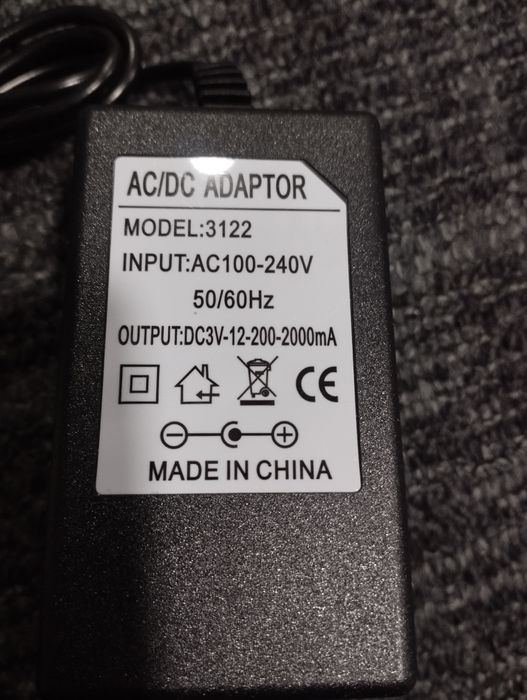 AC/DC ADAPTOR
MODEL:3122
INPUT:AC100-240V
50/60Hz
OUTPUT:DC3V-12-200-2000mA
CE
MADE IN CHINA